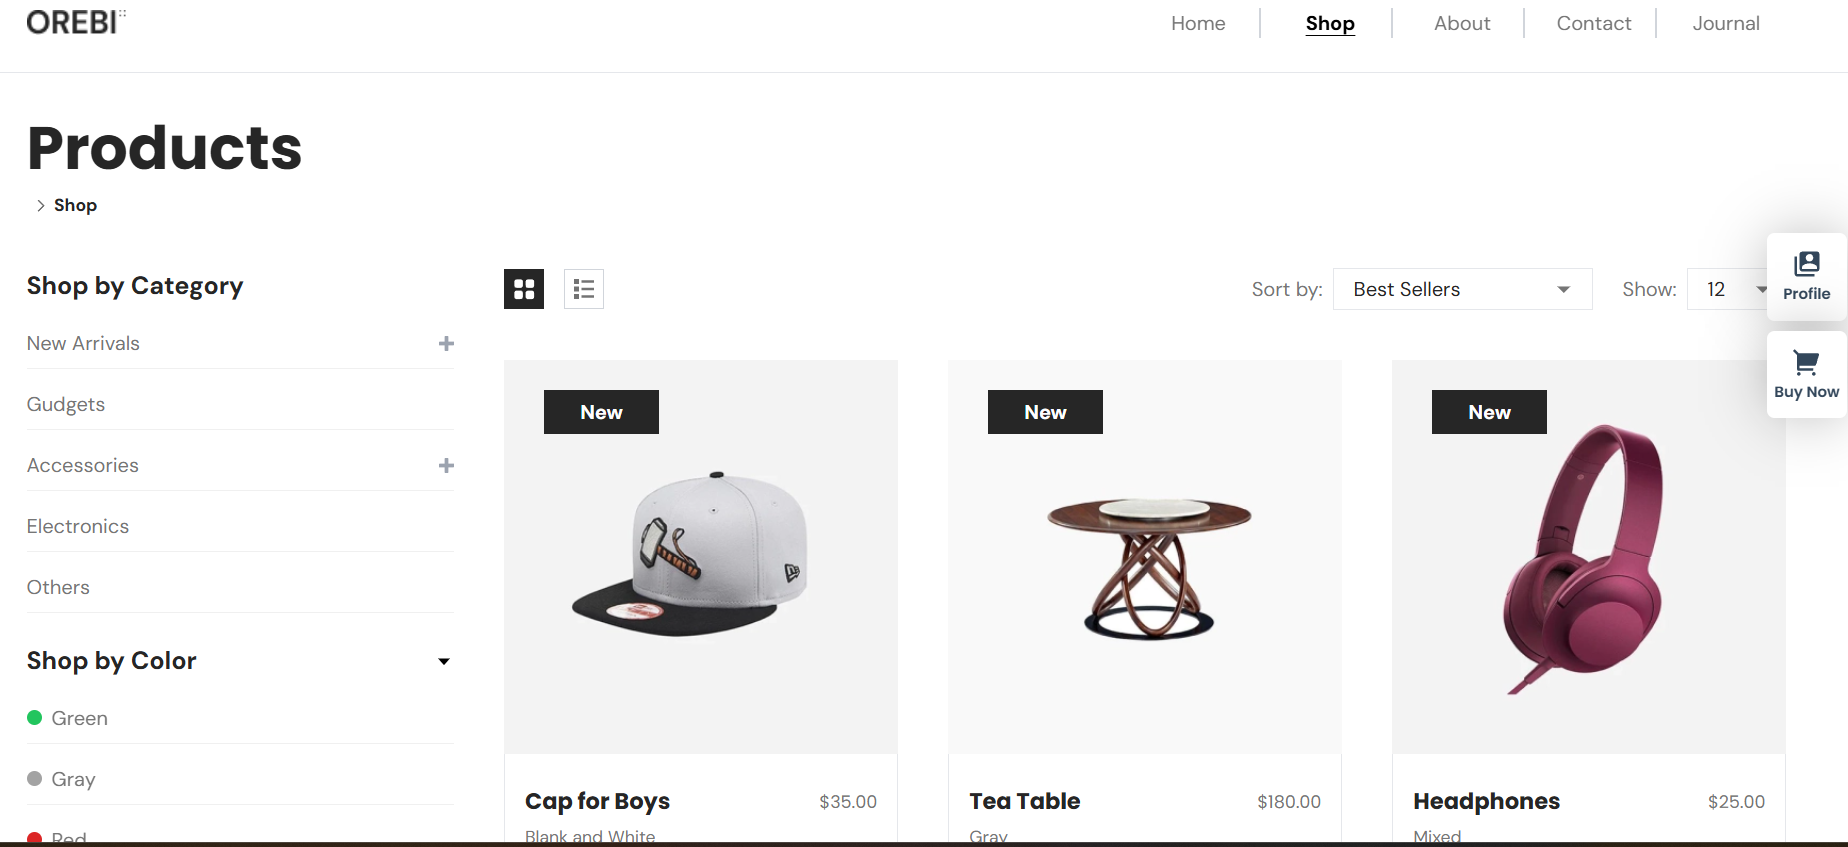 OREBI
Home
Shop
About
Contact
Journal
Products
> Shop
Shop by Category
New Arrivals
Gudgets
Accessories
Electronics
Others
Shop by Color
Green
Gray
Red
Sort by:
Best Sellers
Show:
12
Profile
Buy Now
New
New
New
Cap for Boys
$35.00
Blank and White
Tea Table
$180.00
Gray
Headphones
$25.00
Mixed